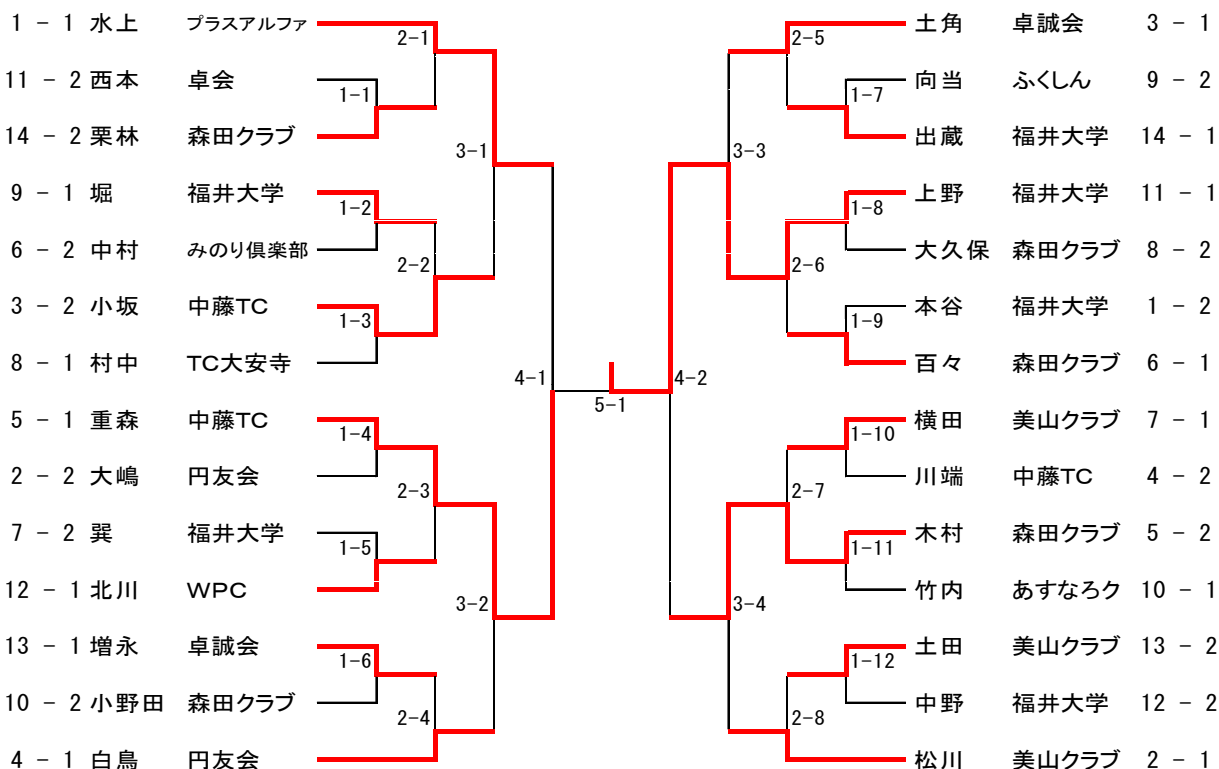 1 - 1 水上 プラスアルファ 2-1 2-5 土角 卓誠会 3 - 1
11 - 2 西本 卓会 1-1 1-7 向当 ふくしん 9 - 2
14 - 2 栗林 森田クラブ 出蔵 福井大学 14 - 1
3-1 3-3
9 - 1 堀 福井大学 1-2 1-8 上野 福井大学 11 - 1
6 - 2 中村 みのり倶楽部 2-2 2-6 大久保 森田クラブ 8 - 2
3 - 2 小坂 中藤TC 1-3 1-9 本谷 福井大学 1 - 2
8 - 1 村中 TC大安寺 百々 森田クラブ 6 - 1
4-1 5-1 4-2
5 - 1 重森 中藤TC 1-4 1-10 横田 美山クラブ 7 - 1
2 - 2 大嶋 円友会 2-3 2-7 川端 中藤TC 4 - 2
7 - 2 巽 福井大学 1-5 1-11 木村 森田クラブ 5 - 2
12 - 1 北川 WPC 竹内 あすなろク 10 - 1
3-2 3-4
13 - 1 増永 卓誠会 1-6 1-12 土田 美山クラブ 13 - 2
10 - 2 小野田 森田クラブ 2-4 2-8 中野 福井大学 12 - 2
4 - 1 白鳥 円友会 松川 美山クラブ 2 - 1